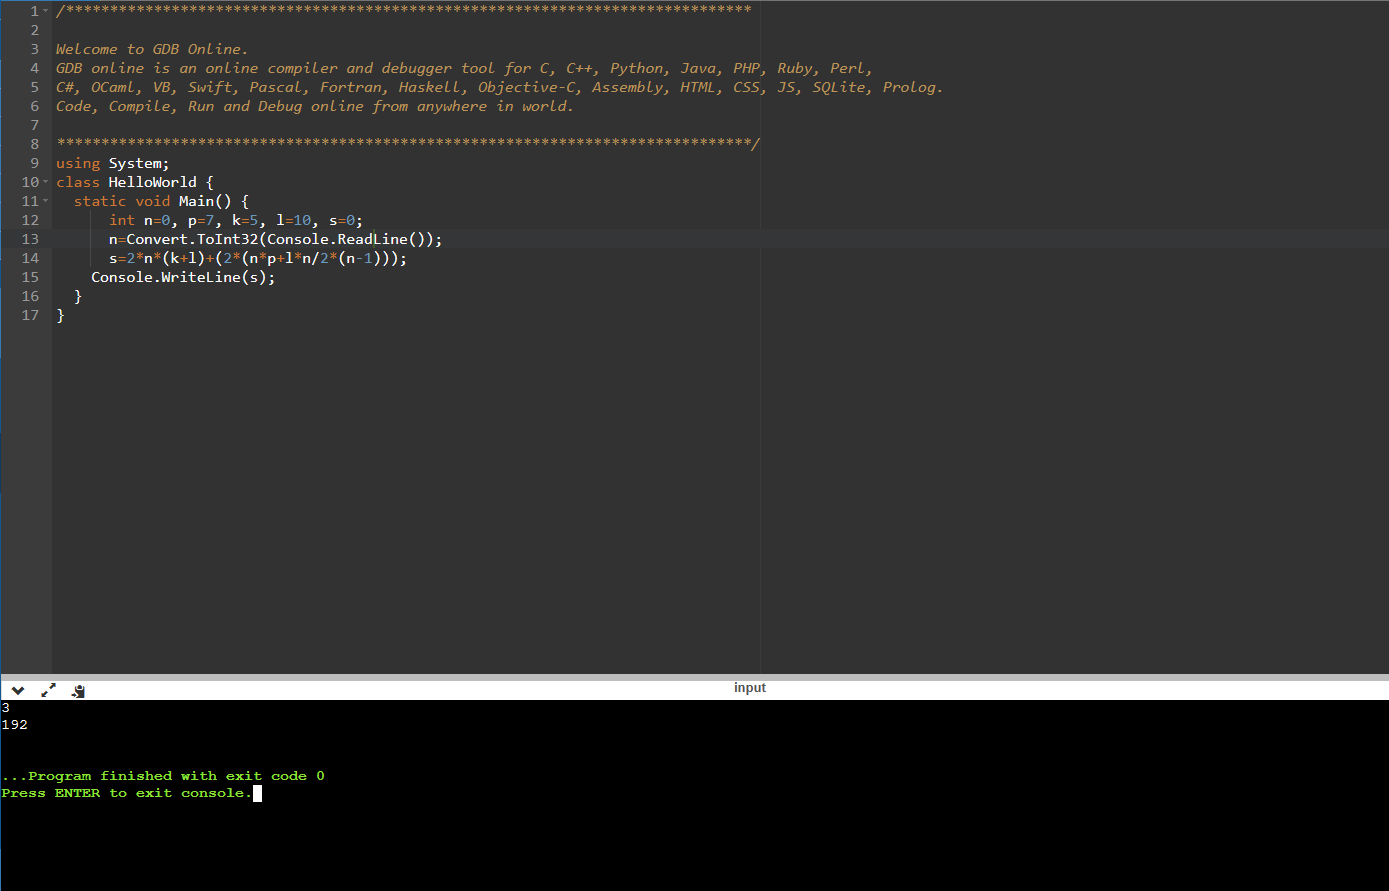 1 /******************************************************************************
2
3 Welcome to GDB Online.
4 GDB online is an online compiler and debugger tool for C, C++, Python, Java, PHP, Ruby, Perl,
5 C#, OCaml, VB, Swift, Pascal, Fortran, Haskell, Objective-C, Assembly, HTML, CSS, JS, SQLite, Prolog.
6 Code, Compile, Run and Debug online from anywhere in world.
7
8 *******************************************************************************/
9 using System;
10 class HelloWorld {
11   static void Main() {
12       int n=0, p=7, k=5, l=10, s=0;
13       n=Convert.ToInt32(Console.ReadLine());
14       s=2*n*(k+l)+(2*(n*p+l*n/2*(n-1)));
15     Console.WriteLine(s);
16   }
17 }
input
3
192
...Program finished with exit code 0
Press ENTER to exit console.